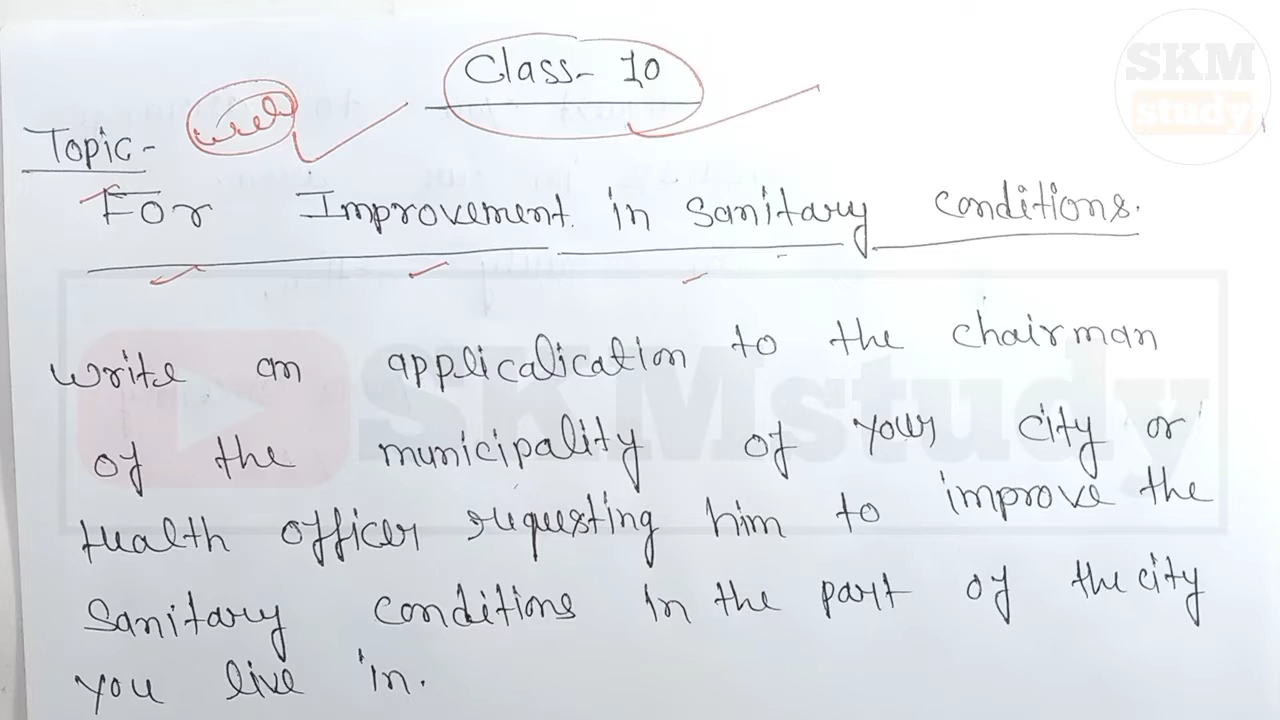 Class- 10
SKM
study
Topic-
For Improvement in Sanitary conditions.
SKMstudy
Write an applicalication to the chairman
of the municipality of your city or
Health officer requesting him to improve the
Sanitary conditions in the part of the city
you live in.